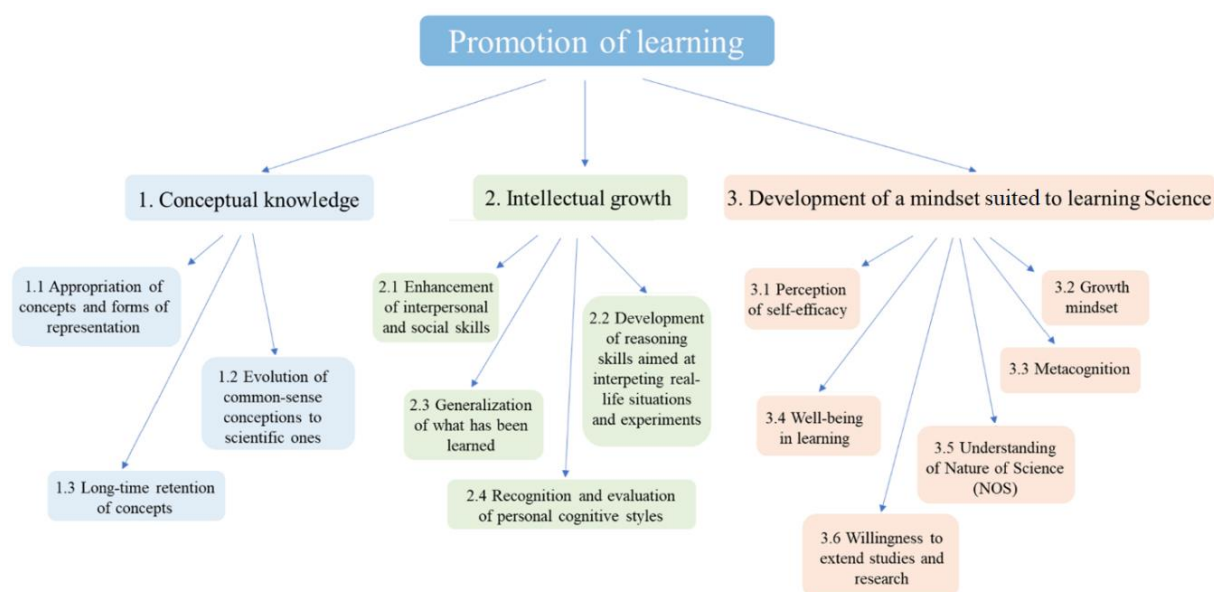 Promotion of learning
1. Conceptual knowledge
2. Intellectual growth
3. Development of a mindset suited to learning Science
1.1 Appropriation of
concepts and forms of
representation
1.2 Evolution of
common-sense
conceptions to
scientific ones
1.3 Long-time retention
of concepts
2.1 Enhancement
of interpersonal
and social skills
2.2 Development
of reasoning
skills aimed at
interpeting real-
life situations
and experiments
2.3 Generalization
of what has been
learned
2.4 Recognition and evaluation
of personal cognitive styles
3.1 Perception
of self-efficacy
3.2 Growth
mindset
3.3 Metacognition
3.4 Well-being
in learning
3.5 Understanding
of Nature of Science
(NOS)
3.6 Willingness to
extend studies and
research